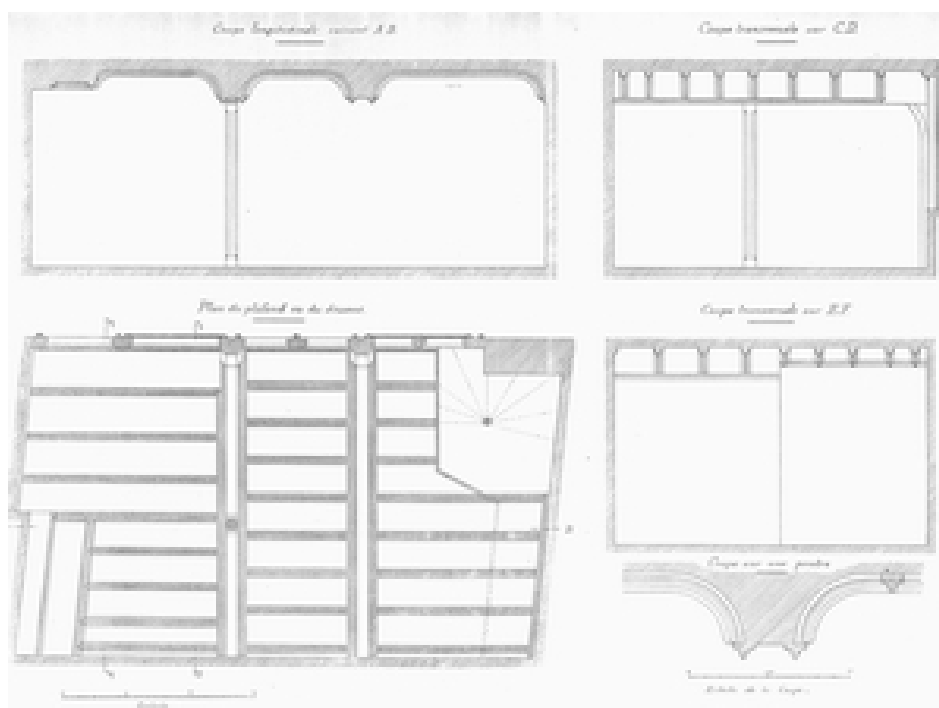 Coupe longitudinale suivant A.B.
Coupe transversale sur C.D
Plan du plafond vu du dessous
Coupe transversale sur E.F.
Coupe sur une poutre
Echelle de la Coupe.